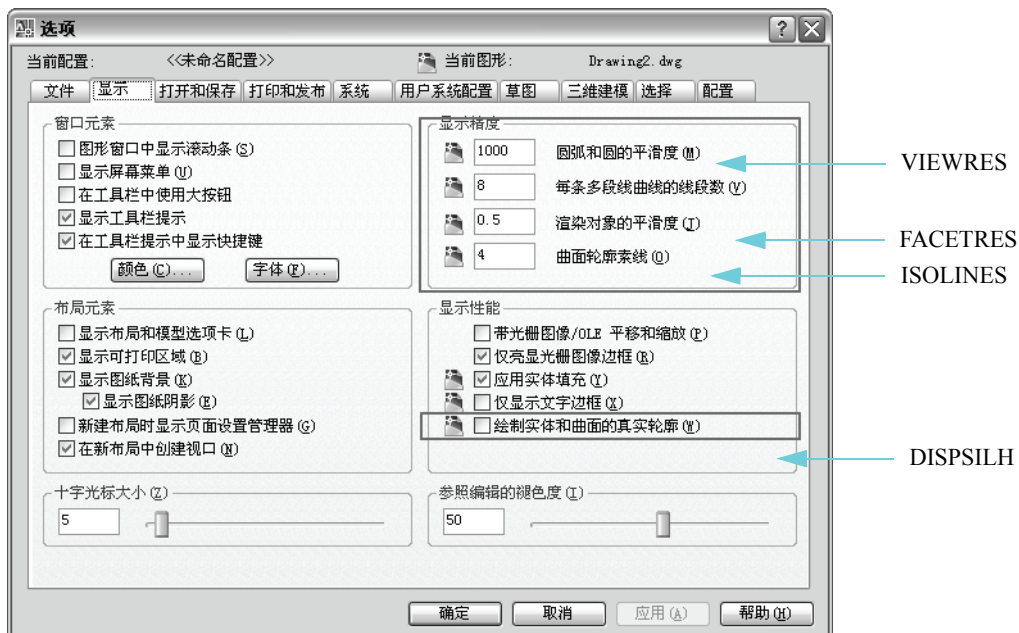 选项
当前配置: <<未命名配置>> 当前图形: Drawing2.dwg
文件 显示 打开和保存 打印和发布 系统 用户系统配置 草图 三维建模 选择 配置
窗口元素
图形窗口中显示滚动条(S)
显示屏幕菜单(U)
在工具栏中使用大按钮
显示工具栏提示
在工具栏提示中显示快捷键
颜色(C)... 字体(F)...
显示精度
1000 圆弧和圆的平滑度(M)
8 每条多段线曲线的线段数(V)
0.5 渲染对象的平滑度(J)
4 曲面轮廓素线(O)
VIEWRES
FACETRES
ISOLINES
布局元素
显示布局和模型选项卡(L)
显示可打印区域(B)
显示图纸背景(K)
显示图纸阴影(E)
新建布局时显示页面设置管理器(G)
在新布局中创建视口(N)
显示性能
带光栅图像/OLE 平移和缩放(P)
仅亮显光栅图像边框(R)
应用实体填充(Y)
仅显示文字边框(X)
绘制实体和曲面的真实轮廓(W)
DISPSILH
十字光标大小(Z)
5
参照编辑的褪色度(I)
50
确定 取消 应用(A) 帮助(H)